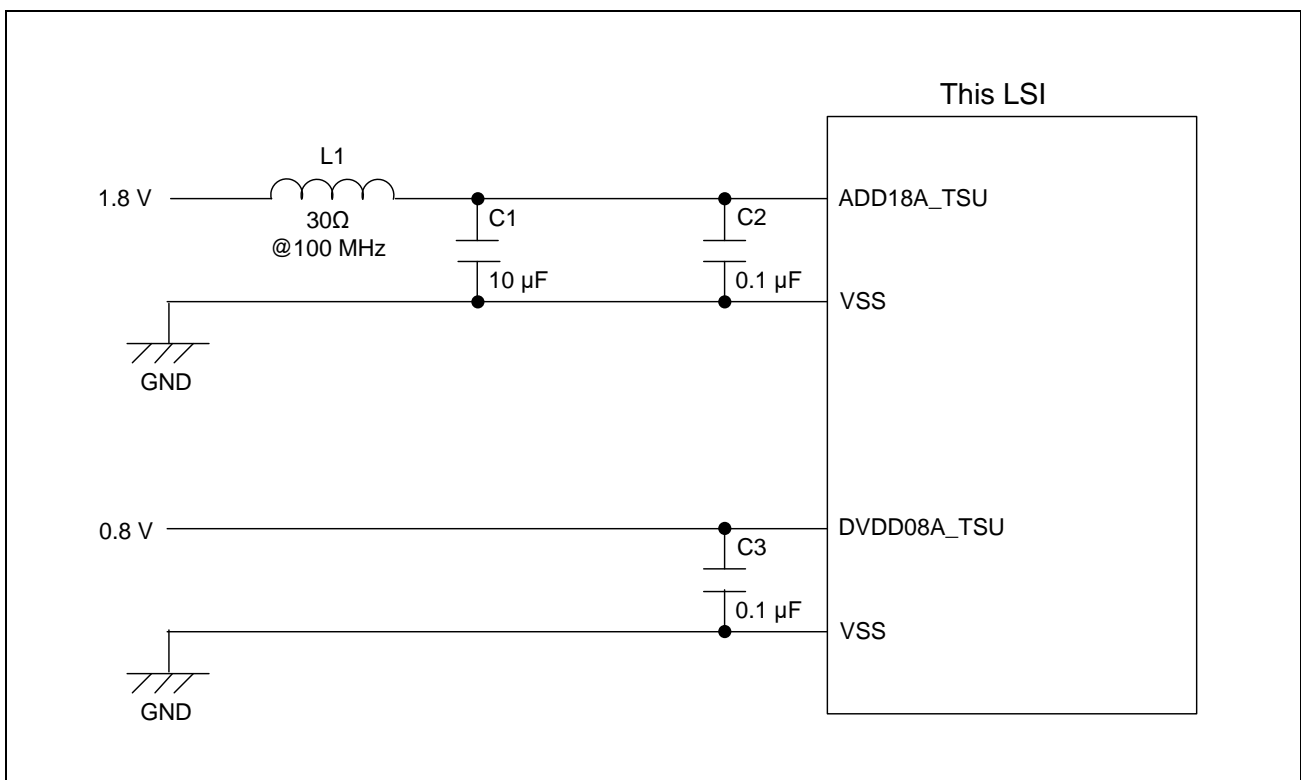 This LSI
L1
1.8 V
ADD18A_TSU
30Ω
@100 MHz
C1
C2
10 µF
0.1 µF
VSS
GND
0.8 V
DVDD08A_TSU
C3
0.1 µF
VSS
GND